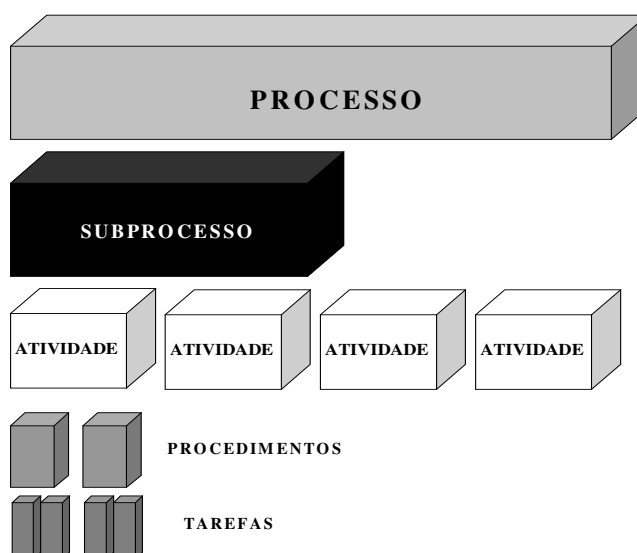 PROCESSO
SUBPROCESSO
ATIVIDADE ATIVIDADE ATIVIDADE ATIVIDADE
PROCEDIMENTOS
TAREFAS